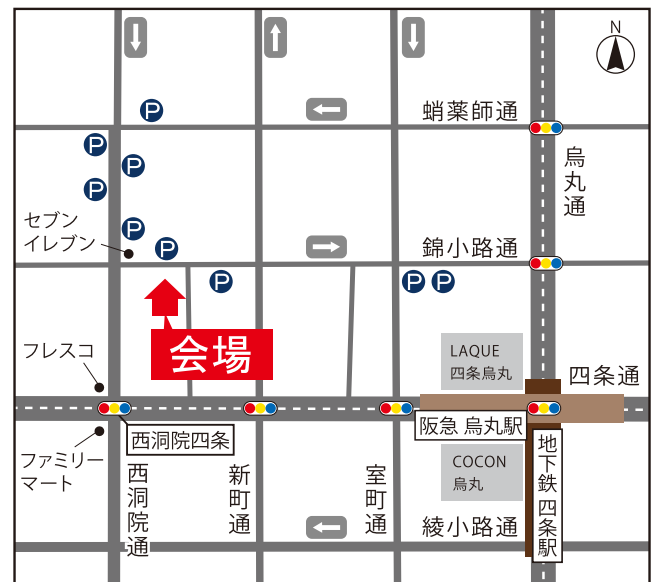 N
P
蛸薬師通
P
P
烏丸通
P
セブン
イレブン
P
P
錦小路通
P
P
P
会場
フレスコ
LAQUE
四条烏丸
四条通
阪急 烏丸駅
西洞院四条
ファミリー
マート
COCON
烏丸
地下鉄 四条駅
西洞院通
新町通
室町通
綾小路通